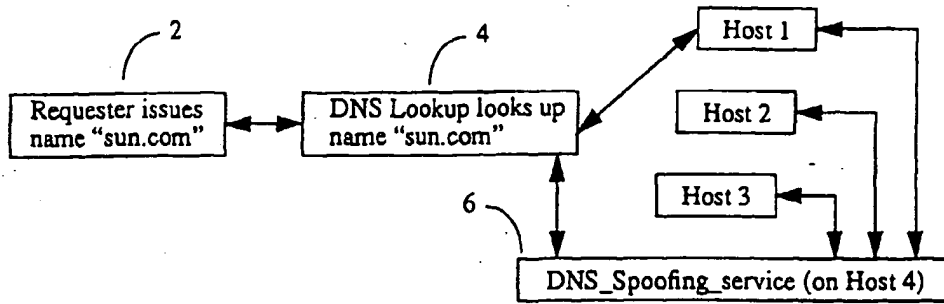 2
4
Host 1
Requester issues
name “sun.com”
DNS Lookup looks up
name “sun.com”
Host 2
Host 3
6
DNS_Spoofing_service (on Host 4)